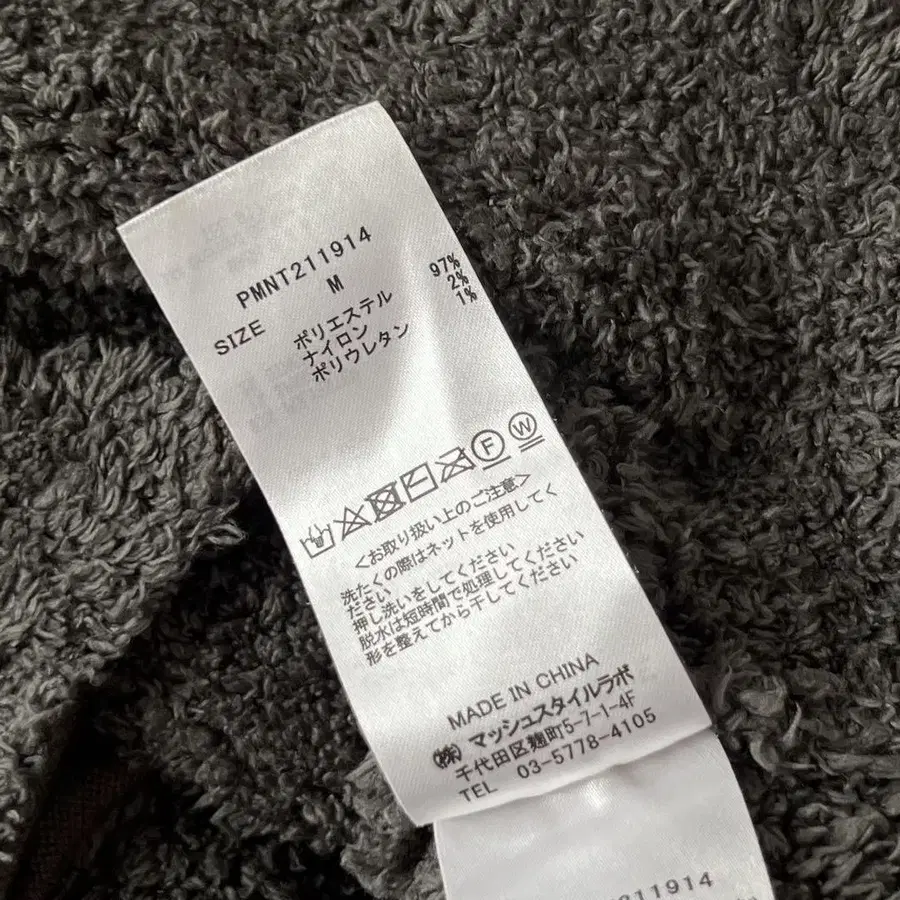 PMNT211914
SIZE M
ポリエステル 97%
ナイロン 2%
ポリウレタン 1%
F W
<お取り扱い上のご注意>
洗たくの際はネットを使用してく
ださい
押し洗いをしてください
脱水は短時間で処理してください
形を整えてから干してください
MADE IN CHINA
㈱ マッシュスタイルラボ
千代田区麹町5-7-1-4F
TEL 03-5778-4105
211914